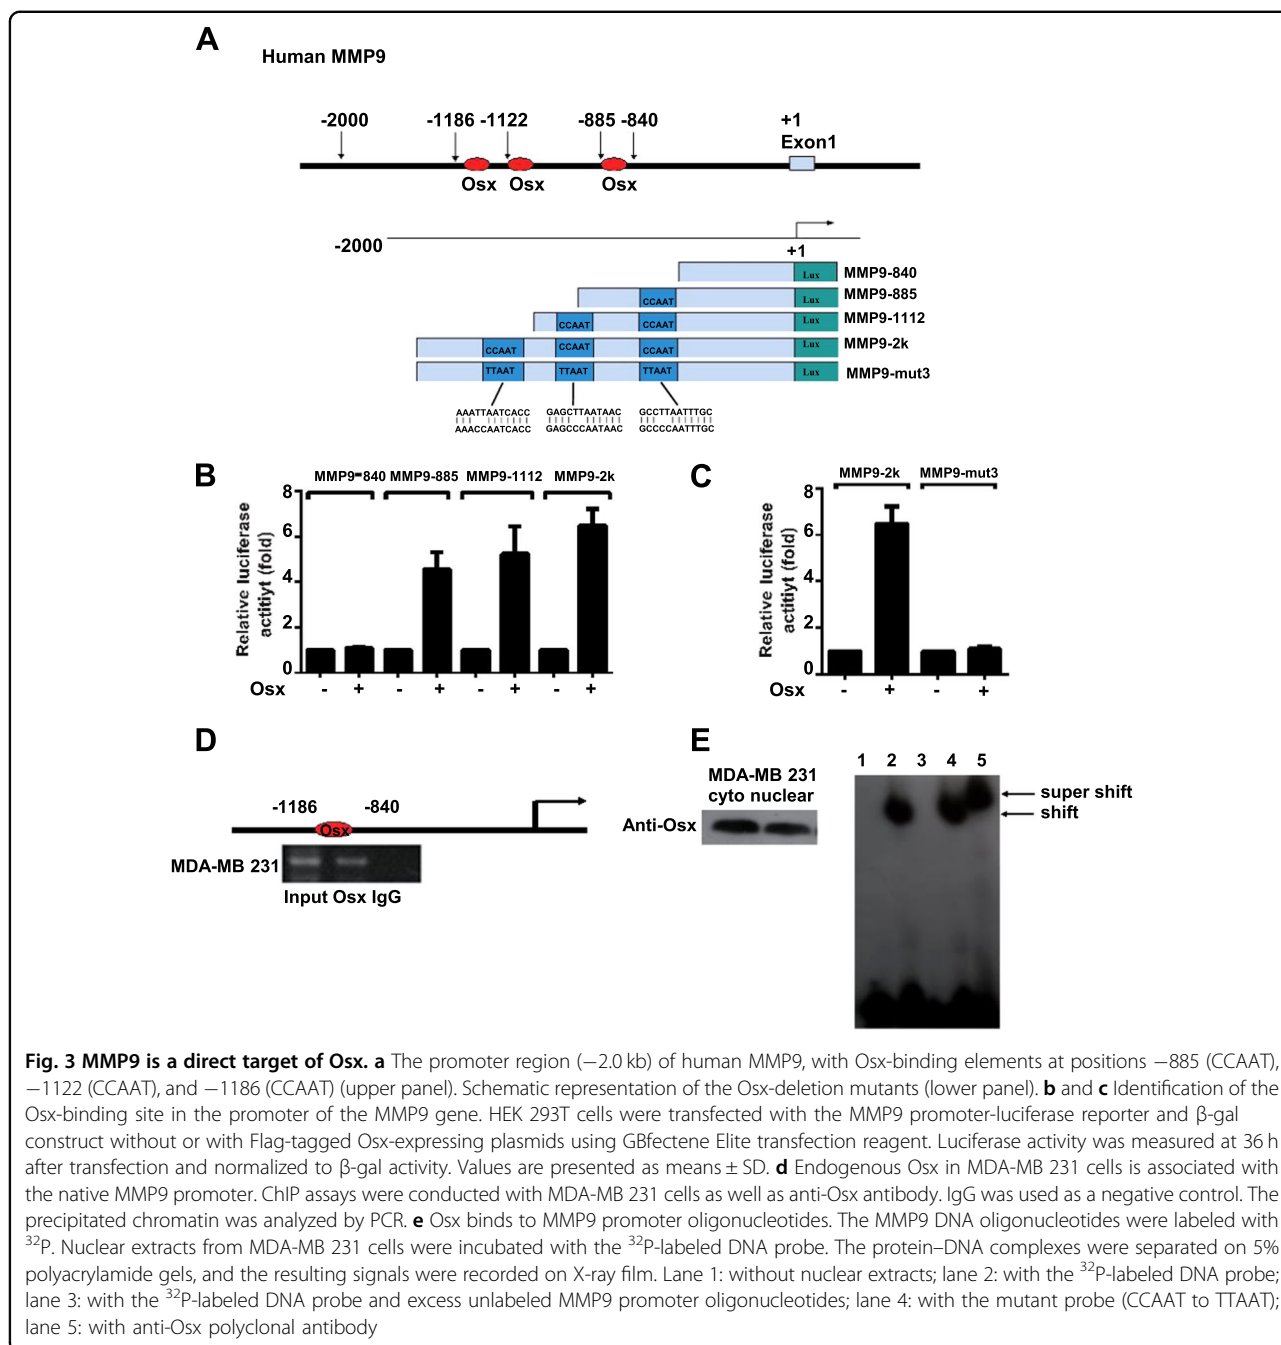 A
Human MMP9
-2000 -1186 -1122 -885 -840 +1
Exon1
Osx Osx Osx
-2000
+1
Lux MMP9-840
CCAAT Lux MMP9-885
CCAAT CCAAT Lux MMP9-1112
CCAAT CCAAT CCAAT Lux MMP9-2k
TTAAT TTAAT TTAAT Lux MMP9-mut3
AAATTAATCACC GAGCTTAATAAC GCCTTAATTTGC
AAACCAATCACC GAGCCCAATAAC GCCCCAATTTGC
B
MMP9-840 MMP9-885 MMP9-1112 MMP9-2k
Relative luciferase
actitiyt (fold)
8
6
4
2
0
Osx - + - + - + - +
C
MMP9-2k MMP9-mut3
Relative luciferase
actitiyt (fold)
8
6
4
2
0
Osx - + - +
D
-1186 -840
Osx
MDA-MB 231
Input Osx IgG
E
MDA-MB 231
cyto nuclear
Anti-Osx
1 2 3 4 5
super shift
shift
Fig. 3 MMP9 is a direct target of Osx. a The promoter region (−2.0 kb) of human MMP9, with Osx-binding elements at positions −885 (CCAAT),
−1122 (CCAAT), and −1186 (CCAAT) (upper panel). Schematic representation of the Osx-deletion mutants (lower panel). b and c Identification of the
Osx-binding site in the promoter of the MMP9 gene. HEK 293T cells were transfected with the MMP9 promoter-luciferase reporter and β-gal
construct without or with Flag-tagged Osx-expressing plasmids using GBfectene Elite transfection reagent. Luciferase activity was measured at 36 h
after transfection and normalized to β-gal activity. Values are presented as means ± SD. d Endogenous Osx in MDA-MB 231 cells is associated with
the native MMP9 promoter. ChIP assays were conducted with MDA-MB 231 cells as well as anti-Osx antibody. IgG was used as a negative control. The
precipitated chromatin was analyzed by PCR. e Osx binds to MMP9 promoter oligonucleotides. The MMP9 DNA oligonucleotides were labeled with
³²P. Nuclear extracts from MDA-MB 231 cells were incubated with the ³²P-labeled DNA probe. The protein–DNA complexes were separated on 5%
polyacrylamide gels, and the resulting signals were recorded on X-ray film. Lane 1: without nuclear extracts; lane 2: with the ³²P-labeled DNA probe;
lane 3: with the ³²P-labeled DNA probe and excess unlabeled MMP9 promoter oligonucleotides; lane 4: with the mutant probe (CCAAT to TTAAT);
lane 5: with anti-Osx polyclonal antibody